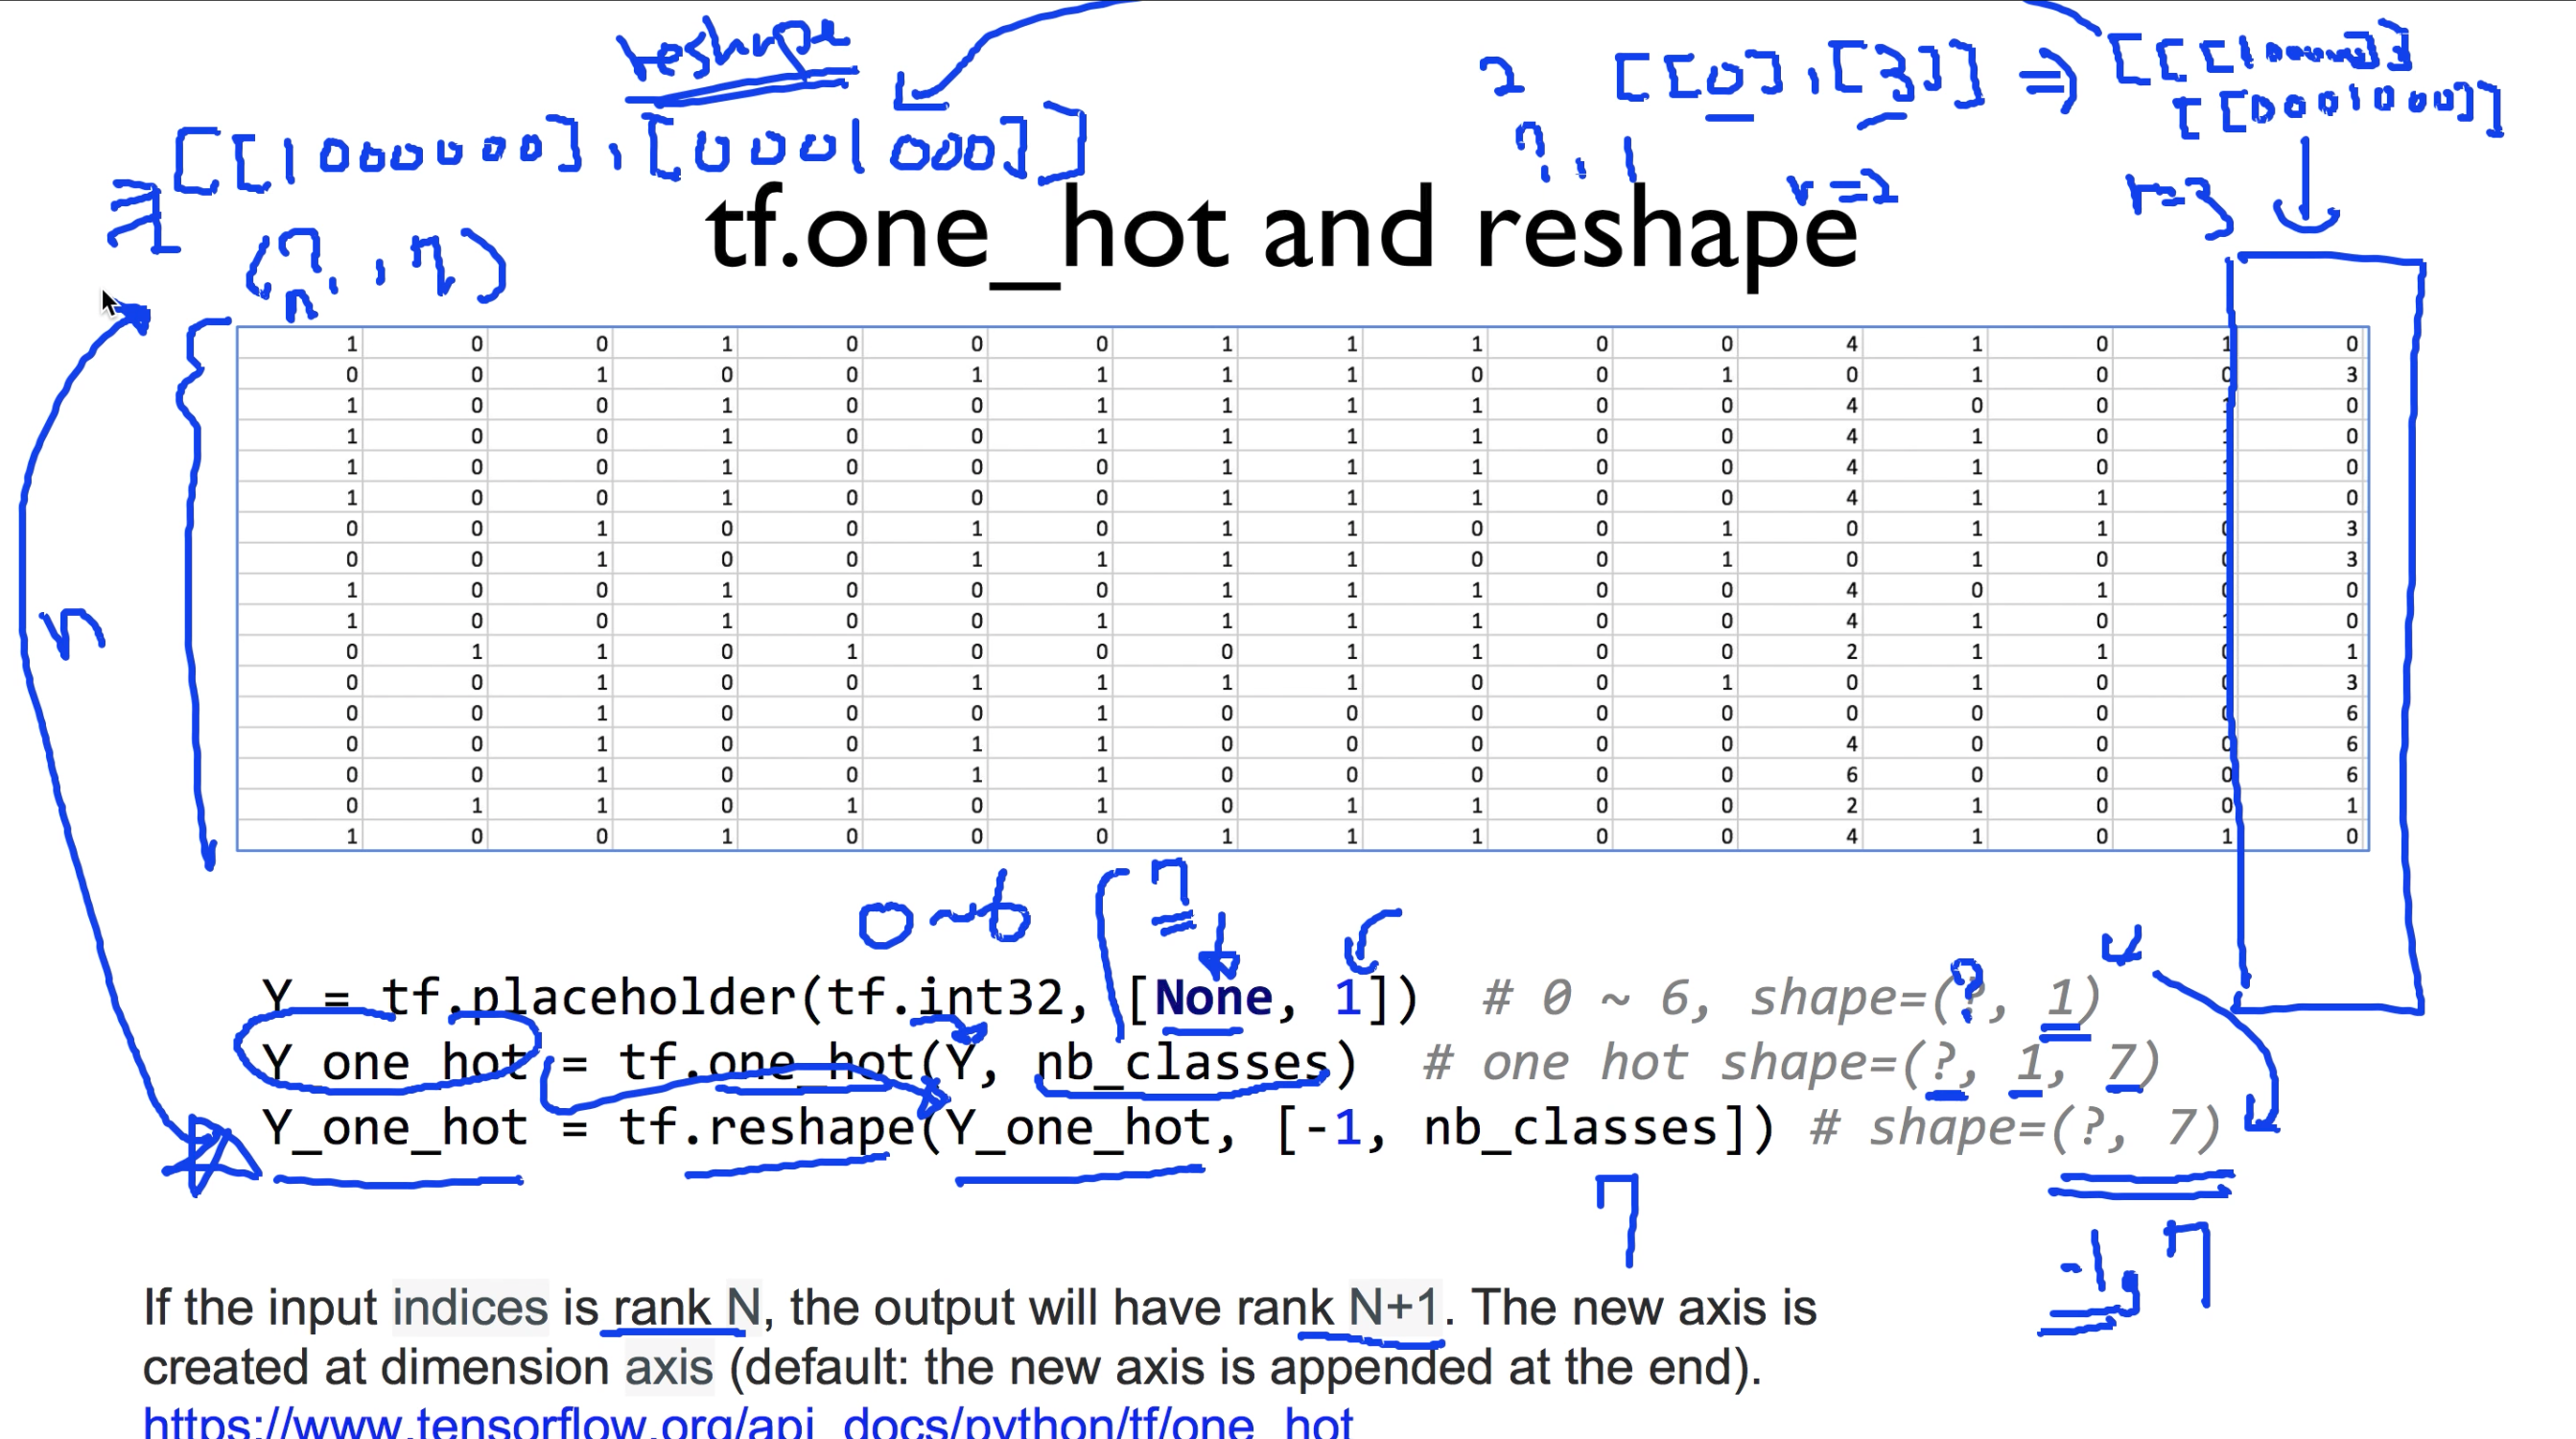 reshape
2 [[0],[3]] ⇒ [[[1000000]]
[[0001000]]
[[1000000],[0001000]]
?, 1
r=2
r=3
(?, 7)
n
tf.one_hot and reshape
1 0 0 1 0 0 0 1 1 1 0 0 4 1 0 1 0
0 0 1 0 0 1 1 1 1 0 0 1 0 1 0 0 3
1 0 0 1 0 0 1 1 1 1 0 0 4 0 0 1 0
1 0 0 1 0 0 1 1 1 1 0 0 4 1 0 1 0
1 0 0 1 0 0 0 1 1 1 0 0 4 1 0 1 0
1 0 0 1 0 0 0 1 1 1 0 0 4 1 1 1 0
0 0 1 0 0 1 0 1 1 0 0 1 0 1 1 0 3
0 0 1 0 0 1 1 1 1 0 0 1 0 1 0 0 3
1 0 0 1 0 0 0 1 1 1 0 0 4 0 1 0 0
1 0 0 1 0 0 1 1 1 1 0 0 4 1 0 1 0
0 1 1 0 1 0 0 0 1 1 0 0 2 1 1 0 1
0 0 1 0 0 1 1 1 1 0 0 1 0 1 0 0 3
0 0 1 0 0 0 1 0 0 0 0 0 0 0 0 0 6
0 0 1 0 0 1 1 0 0 0 0 0 4 0 0 0 6
0 0 1 0 0 1 1 0 0 0 0 0 6 0 0 0 6
0 1 1 0 1 0 1 0 1 1 0 0 2 1 0 0 1
1 0 0 1 0 0 0 1 1 1 0 0 4 1 0 1 0
n
0~6
7
?
Y = tf.placeholder(tf.int32, [None, 1]) # 0 ~ 6, shape=(?, 1)
Y_one_hot = tf.one_hot(Y, nb_classes) # one hot shape=(?, 1, 7)
Y_one_hot = tf.reshape(Y_one_hot, [-1, nb_classes]) # shape=(?, 7)
7
-1, 7
If the input indices is rank N, the output will have rank N+1. The new axis is
created at dimension axis (default: the new axis is appended at the end).
https://www.tensorflow.org/api_docs/python/tf/one_hot